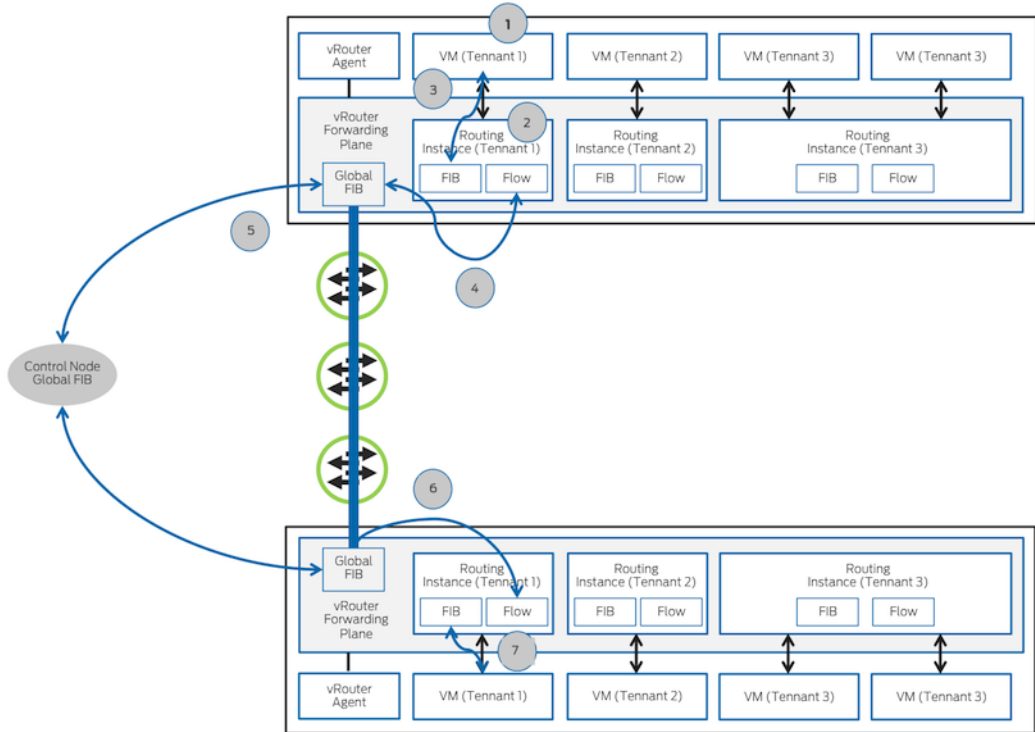 1
vRouter
Agent
VM (Tennant 1)
VM (Tennant 2)
VM (Tennant 3)
VM (Tennant 3)
3
vRouter
Forwarding
Plane
2
Routing
Instance (Tennant 1)
Routing
Instance (Tennant 2)
Routing
Instance (Tennant 3)
Global
FIB
FIB
Flow
FIB
Flow
FIB
Flow
5
4
Control Node
Global FIB
6
Global
FIB
Routing
Instance (Tennant 1)
Routing
Instance (Tennant 2)
Routing
Instance (Tennant 3)
FIB
Flow
FIB
Flow
FIB
Flow
vRouter
Forwarding
Plane
7
vRouter
Agent
VM (Tennant 1)
VM (Tennant 2)
VM (Tennant 3)
VM (Tennant 3)